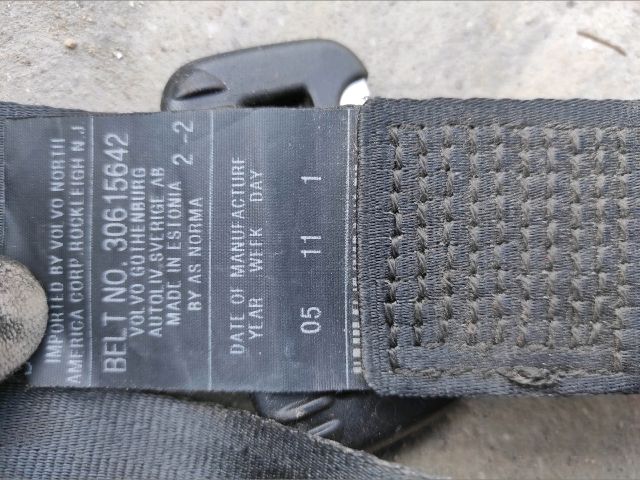 IMPORTED BY VOLVO NORTH
AMERICA CORP. ROCKLEIGH N.J
BELT NO. 30615642
VOLVO GOTHENBURG
AUTOLIV SVERIGE AB
MADE IN ESTONIA 2 - 2
BY AS NORMA
DATE OF MANUFACTURE
YEAR WEEK DAY
05 11 1